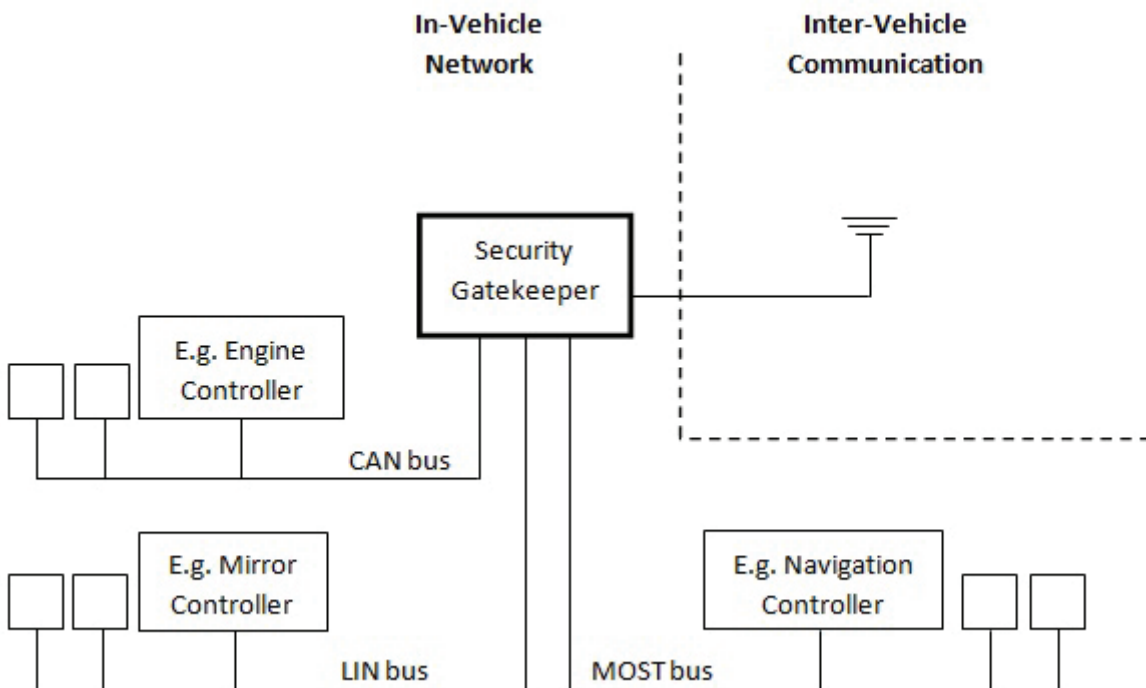 In-Vehicle
Network
Inter-Vehicle
Communication
Security
Gatekeeper
E.g. Engine
Controller
CAN bus
E.g. Mirror
Controller
E.g. Navigation
Controller
LIN bus
MOST bus